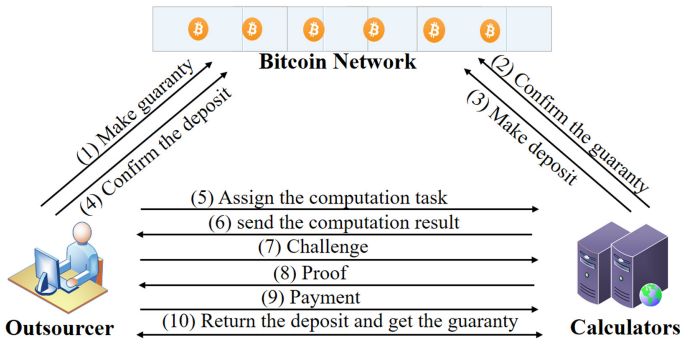 Bitcoin Network
(1) Make guaranty
(4) Confirm the deposit
(2) Confirm the guaranty
(3) Make deposit
(5) Assign the computation task
(6) send the computation result
(7) Challenge
(8) Proof
(9) Payment
(10) Return the deposit and get the guaranty
Outsourcer
Calculators